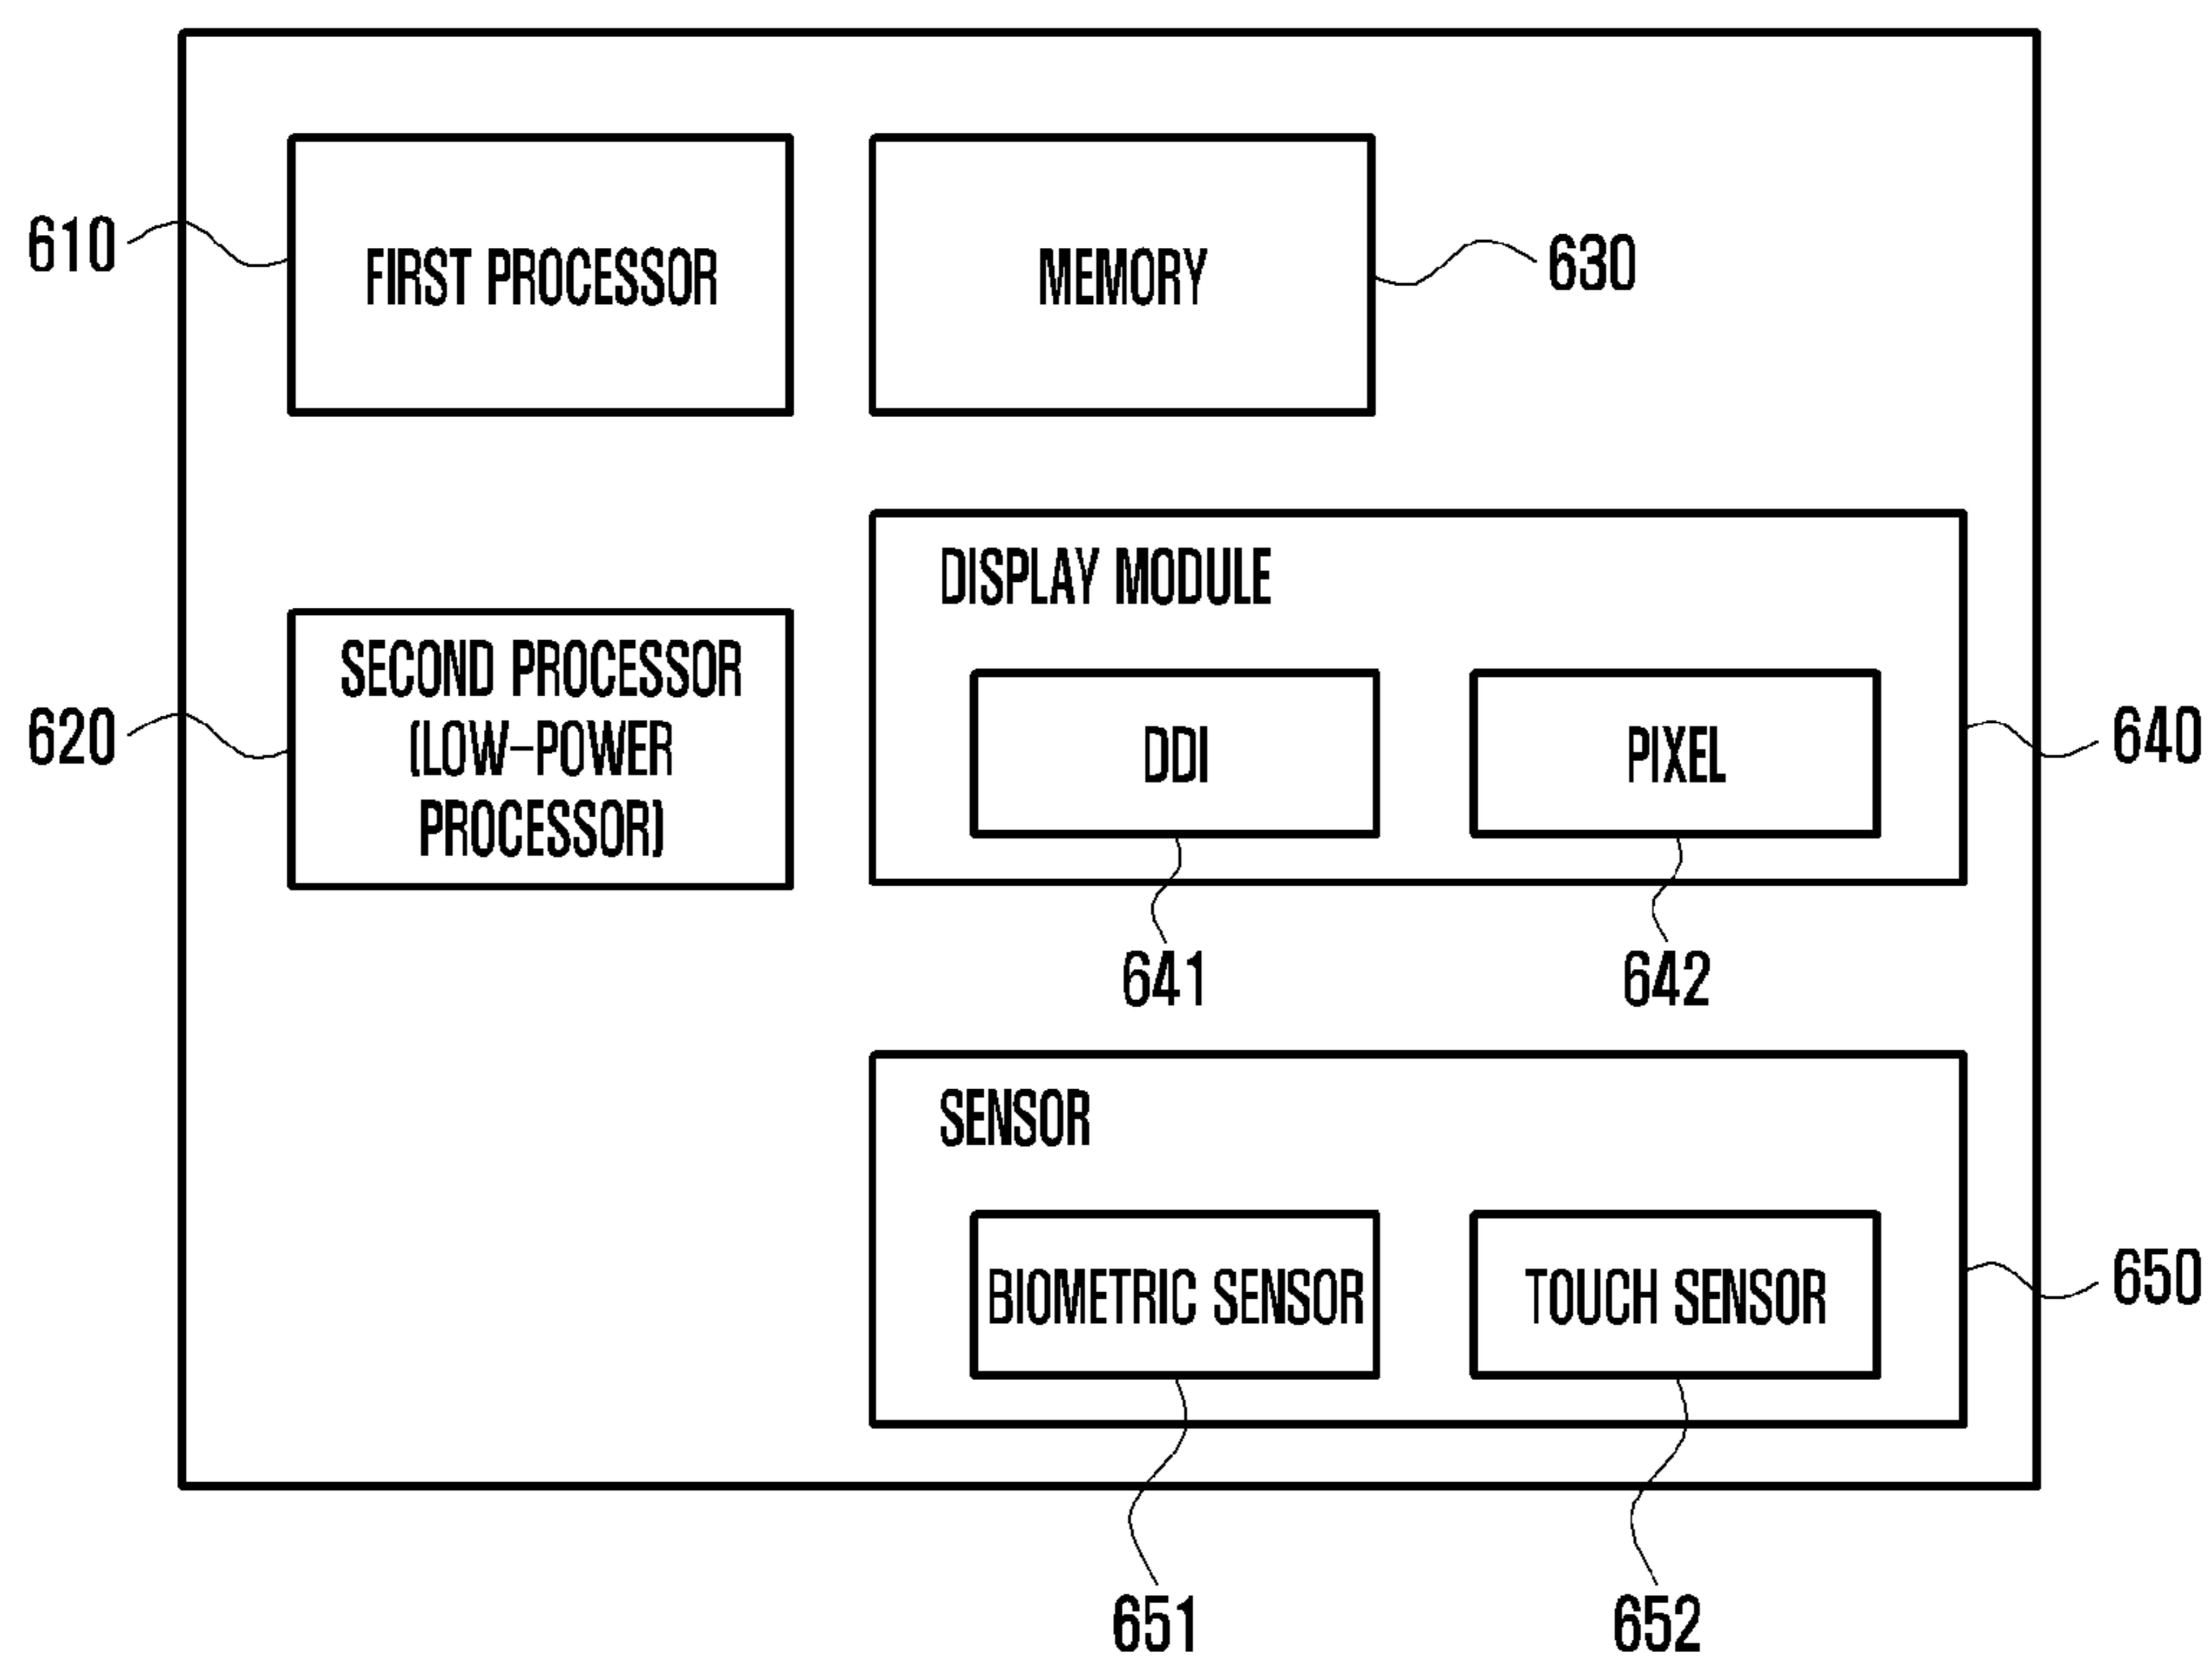 610
FIRST PROCESSOR
MEMORY
630
620
SECOND PROCESSOR
(LOW-POWER
PROCESSOR)
DISPLAY MODULE
DDI
PIXEL
640
641
642
SENSOR
BIOMETRIC SENSOR
TOUCH SENSOR
650
651
652